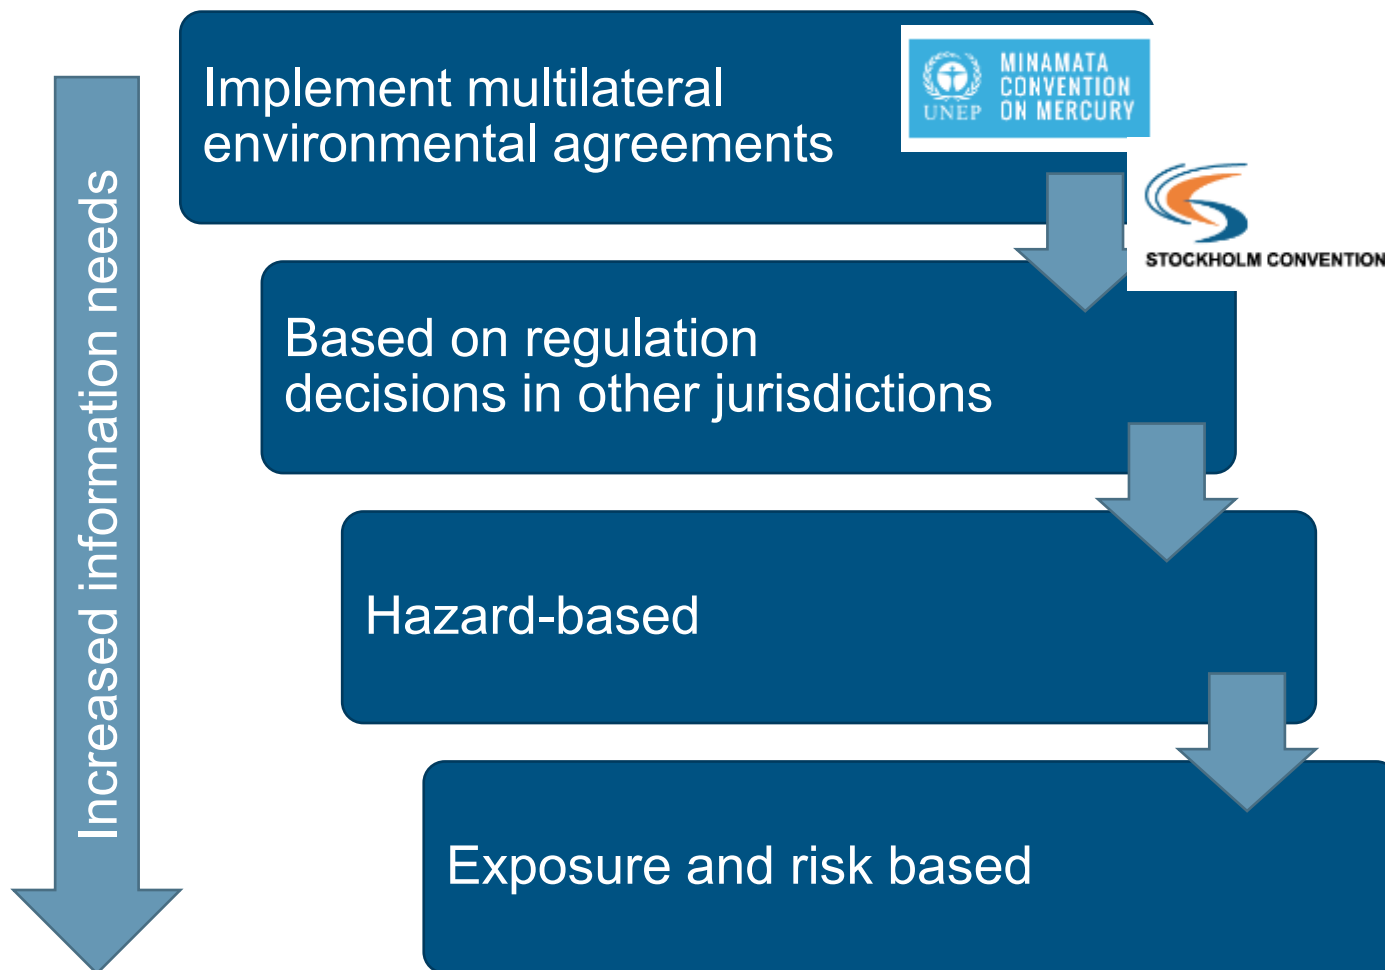 Implement multilateral
environmental agreements
UNEP
MINAMATA
CONVENTION
ON MERCURY
STOCKHOLM CONVENTION
Based on regulation
decisions in other jurisdictions
Hazard-based
Exposure and risk based
Increased information needs